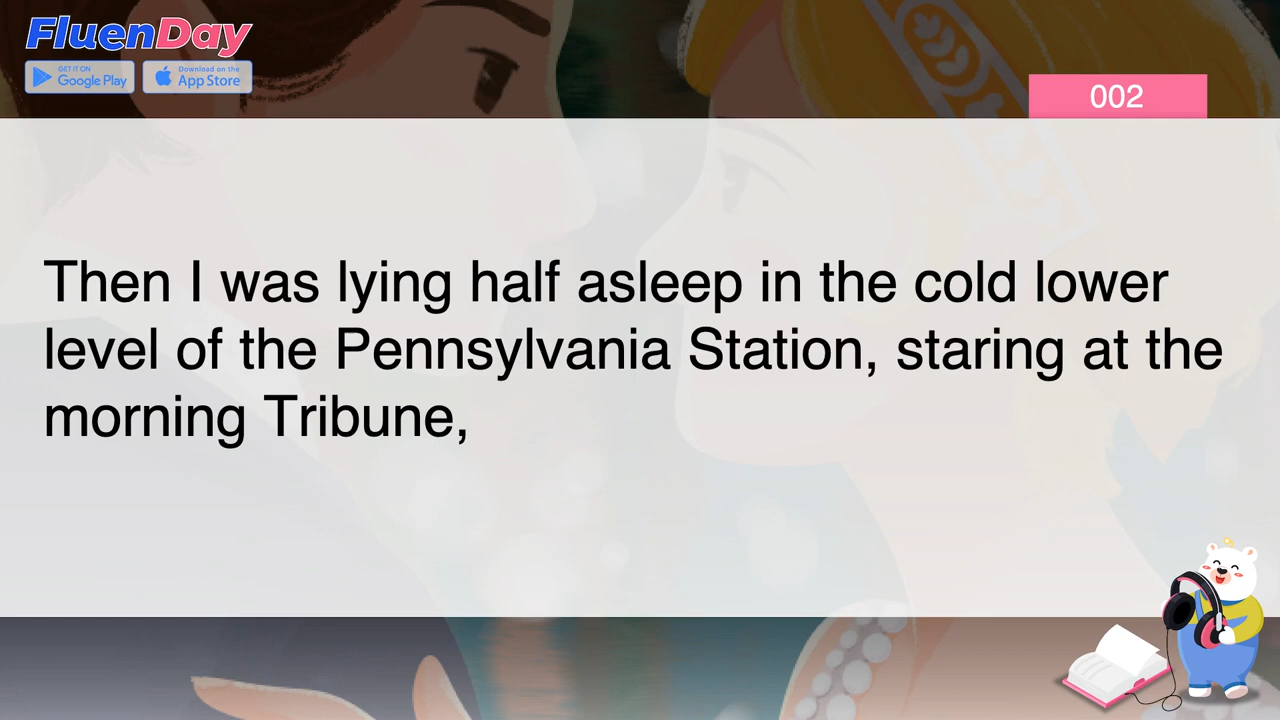 FluenDay
GET IT ON
Google Play
Download on the
App Store
002
Then I was lying half asleep in the cold lower
level of the Pennsylvania Station, staring at the
morning Tribune,